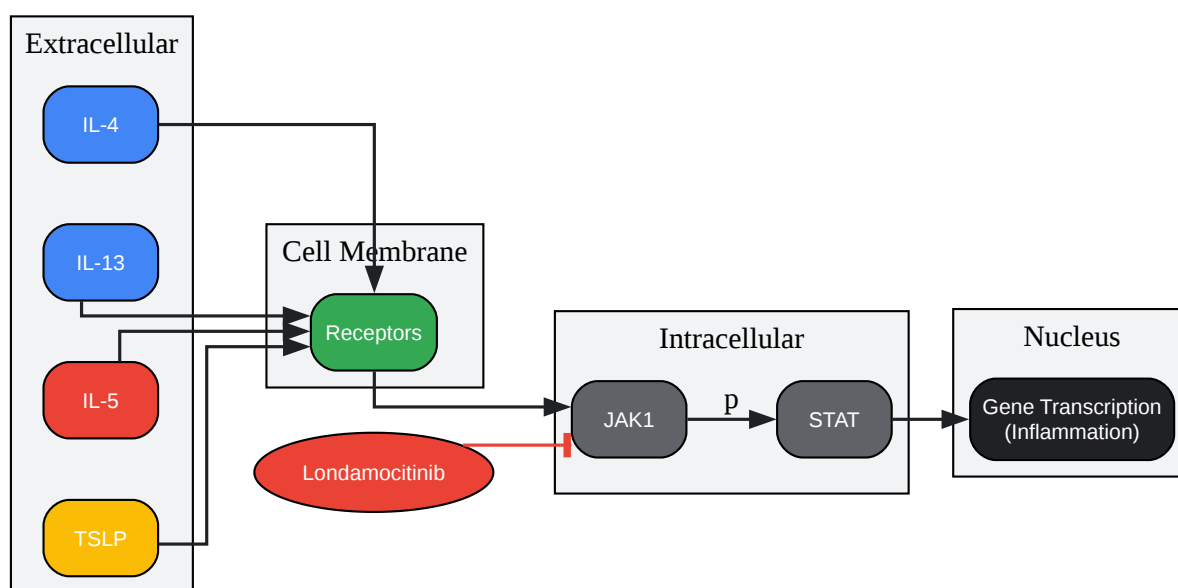 Extracellular
IL-4
IL-13
IL-5
TSLP
Cell Membrane
Receptors
Londamocitinib
Intracellular
JAK1
p
STAT
Nucleus
Gene Transcription
(Inflammation)